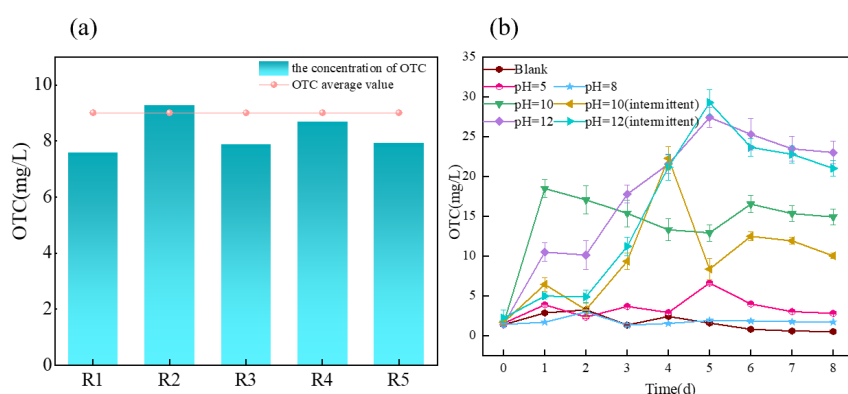 (a)
(b)
the concentration of OTC
OTC average value
OTC(mg/L)
10
8
6
4
2
0
R1 R2 R3 R4 R5
Blank
pH=5 pH=8
pH=10 pH=10(intermittent)
pH=12 pH=12(intermittent)
OTC(mg/L)
35
30
25
20
15
10
5
0
0 1 2 3 4 5 6 7 8
Time(d)